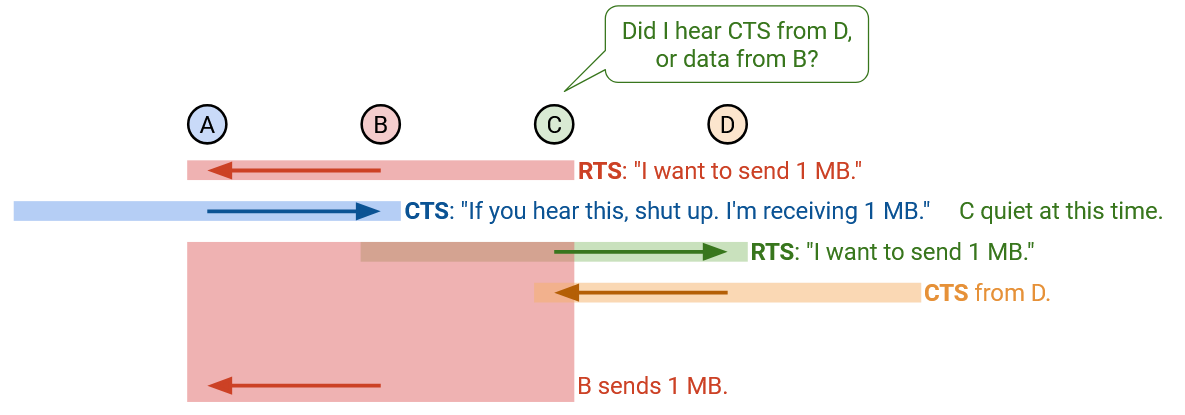 Did I hear CTS from D,
or data from B?
A
B
C
D
RTS: "I want to send 1 MB."
CTS: "If you hear this, shut up. I'm receiving 1 MB."
C quiet at this time.
RTS: "I want to send 1 MB."
CTS from D.
B sends 1 MB.